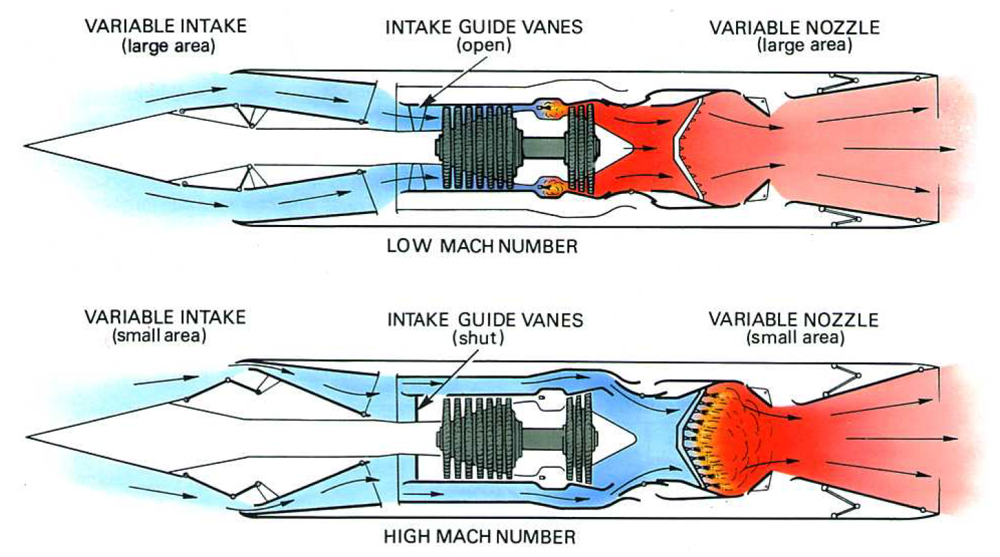 VARIABLE INTAKE
(large area)
INTAKE GUIDE VANES
(open)
VARIABLE NOZZLE
(large area)
LOW MACH NUMBER
VARIABLE INTAKE
(small area)
INTAKE GUIDE VANES
(shut)
VARIABLE NOZZLE
(small area)
HIGH MACH NUMBER